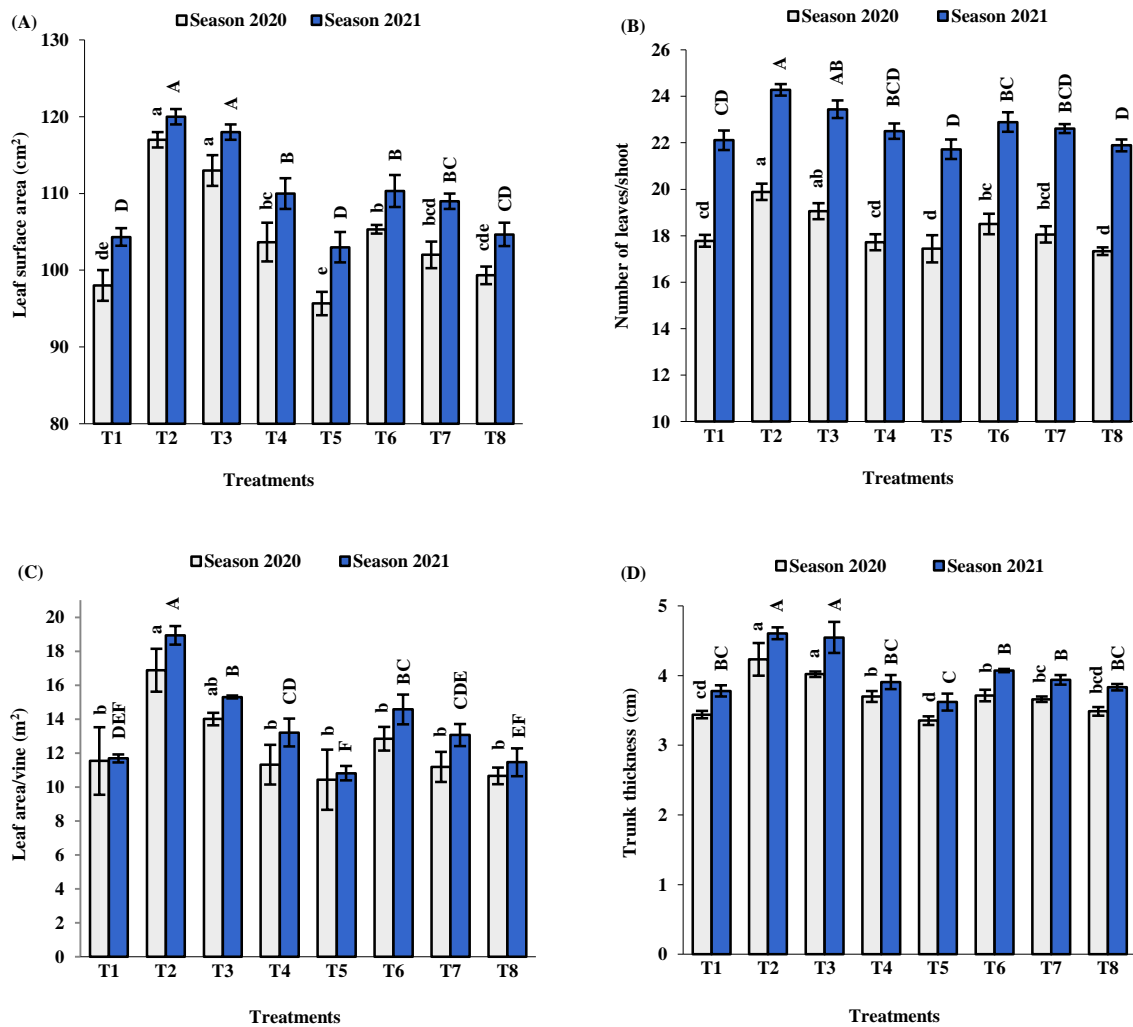 (A)
Season 2020 Season 2021
130
120
110
100
90
80
Leaf surface area (cm²)
de D a A a A bc B e D b B bcd BC cde CD
T1 T2 T3 T4 T5 T6 T7 T8
Treatments
(B)
Season 2020 Season 2021
26
24
22
20
18
16
14
12
10
Number of leaves/shoot
cd CD a A ab AB cd BCD d D bc BC bcd BCD d D
T1 T2 T3 T4 T5 T6 T7 T8
Treatments
(C)
Season 2020 Season 2021
20
18
16
14
12
10
8
6
4
2
0
Leaf area/vine (m²)
b DEF a A ab B b CD b F b BC b CDE b EF
T1 T2 T3 T4 T5 T6 T7 T8
Treatments
(D)
Season 2020 Season 2021
5
4
3
2
1
0
Trunk thickness (cm)
cd BC a A a A b BC d C b B bc B bcd BC
T1 T2 T3 T4 T5 T6 T7 T8
Treatments